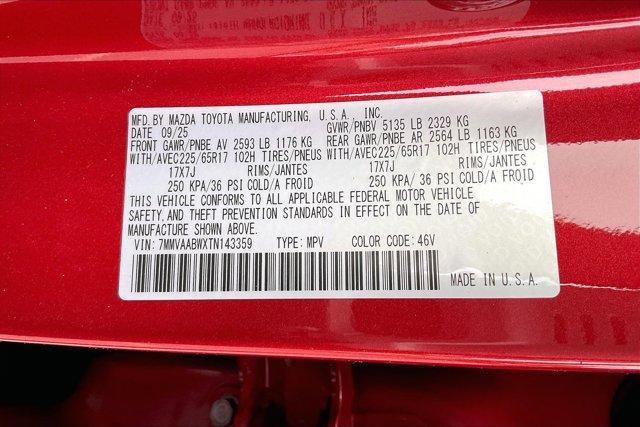 MFD. BY MAZDA TOYOTA MANUFACTURING, U.S.A., INC.
DATE 09/25 GVWR/PNBV 5135 LB 2329 KG
FRONT GAWR/PNBE AV 2593 LB 1176 KG REAR GAWR/PNBE AR 2564 LB 1163 KG
WITH/AVEC225/65R17 102H TIRES/PNEUS WITH/AVEC225/65R17 102H TIRES/PNEUS
17X7J RIMS/JANTES 17X7J RIMS/JANTES
250 KPA/ 36 PSI COLD/A FROID 250 KPA/ 36 PSI COLD/A FROID
THIS VEHICLE CONFORMS TO ALL APPLICABLE FEDERAL MOTOR VEHICLE
SAFETY, AND THEFT PREVENTION STANDARDS IN EFFECT ON THE DATE OF
MANUFACTURE SHOWN ABOVE.
VIN: 7MMVAABWXTN143359 TYPE: MPV COLOR CODE: 46V
MADE IN U.S.A.